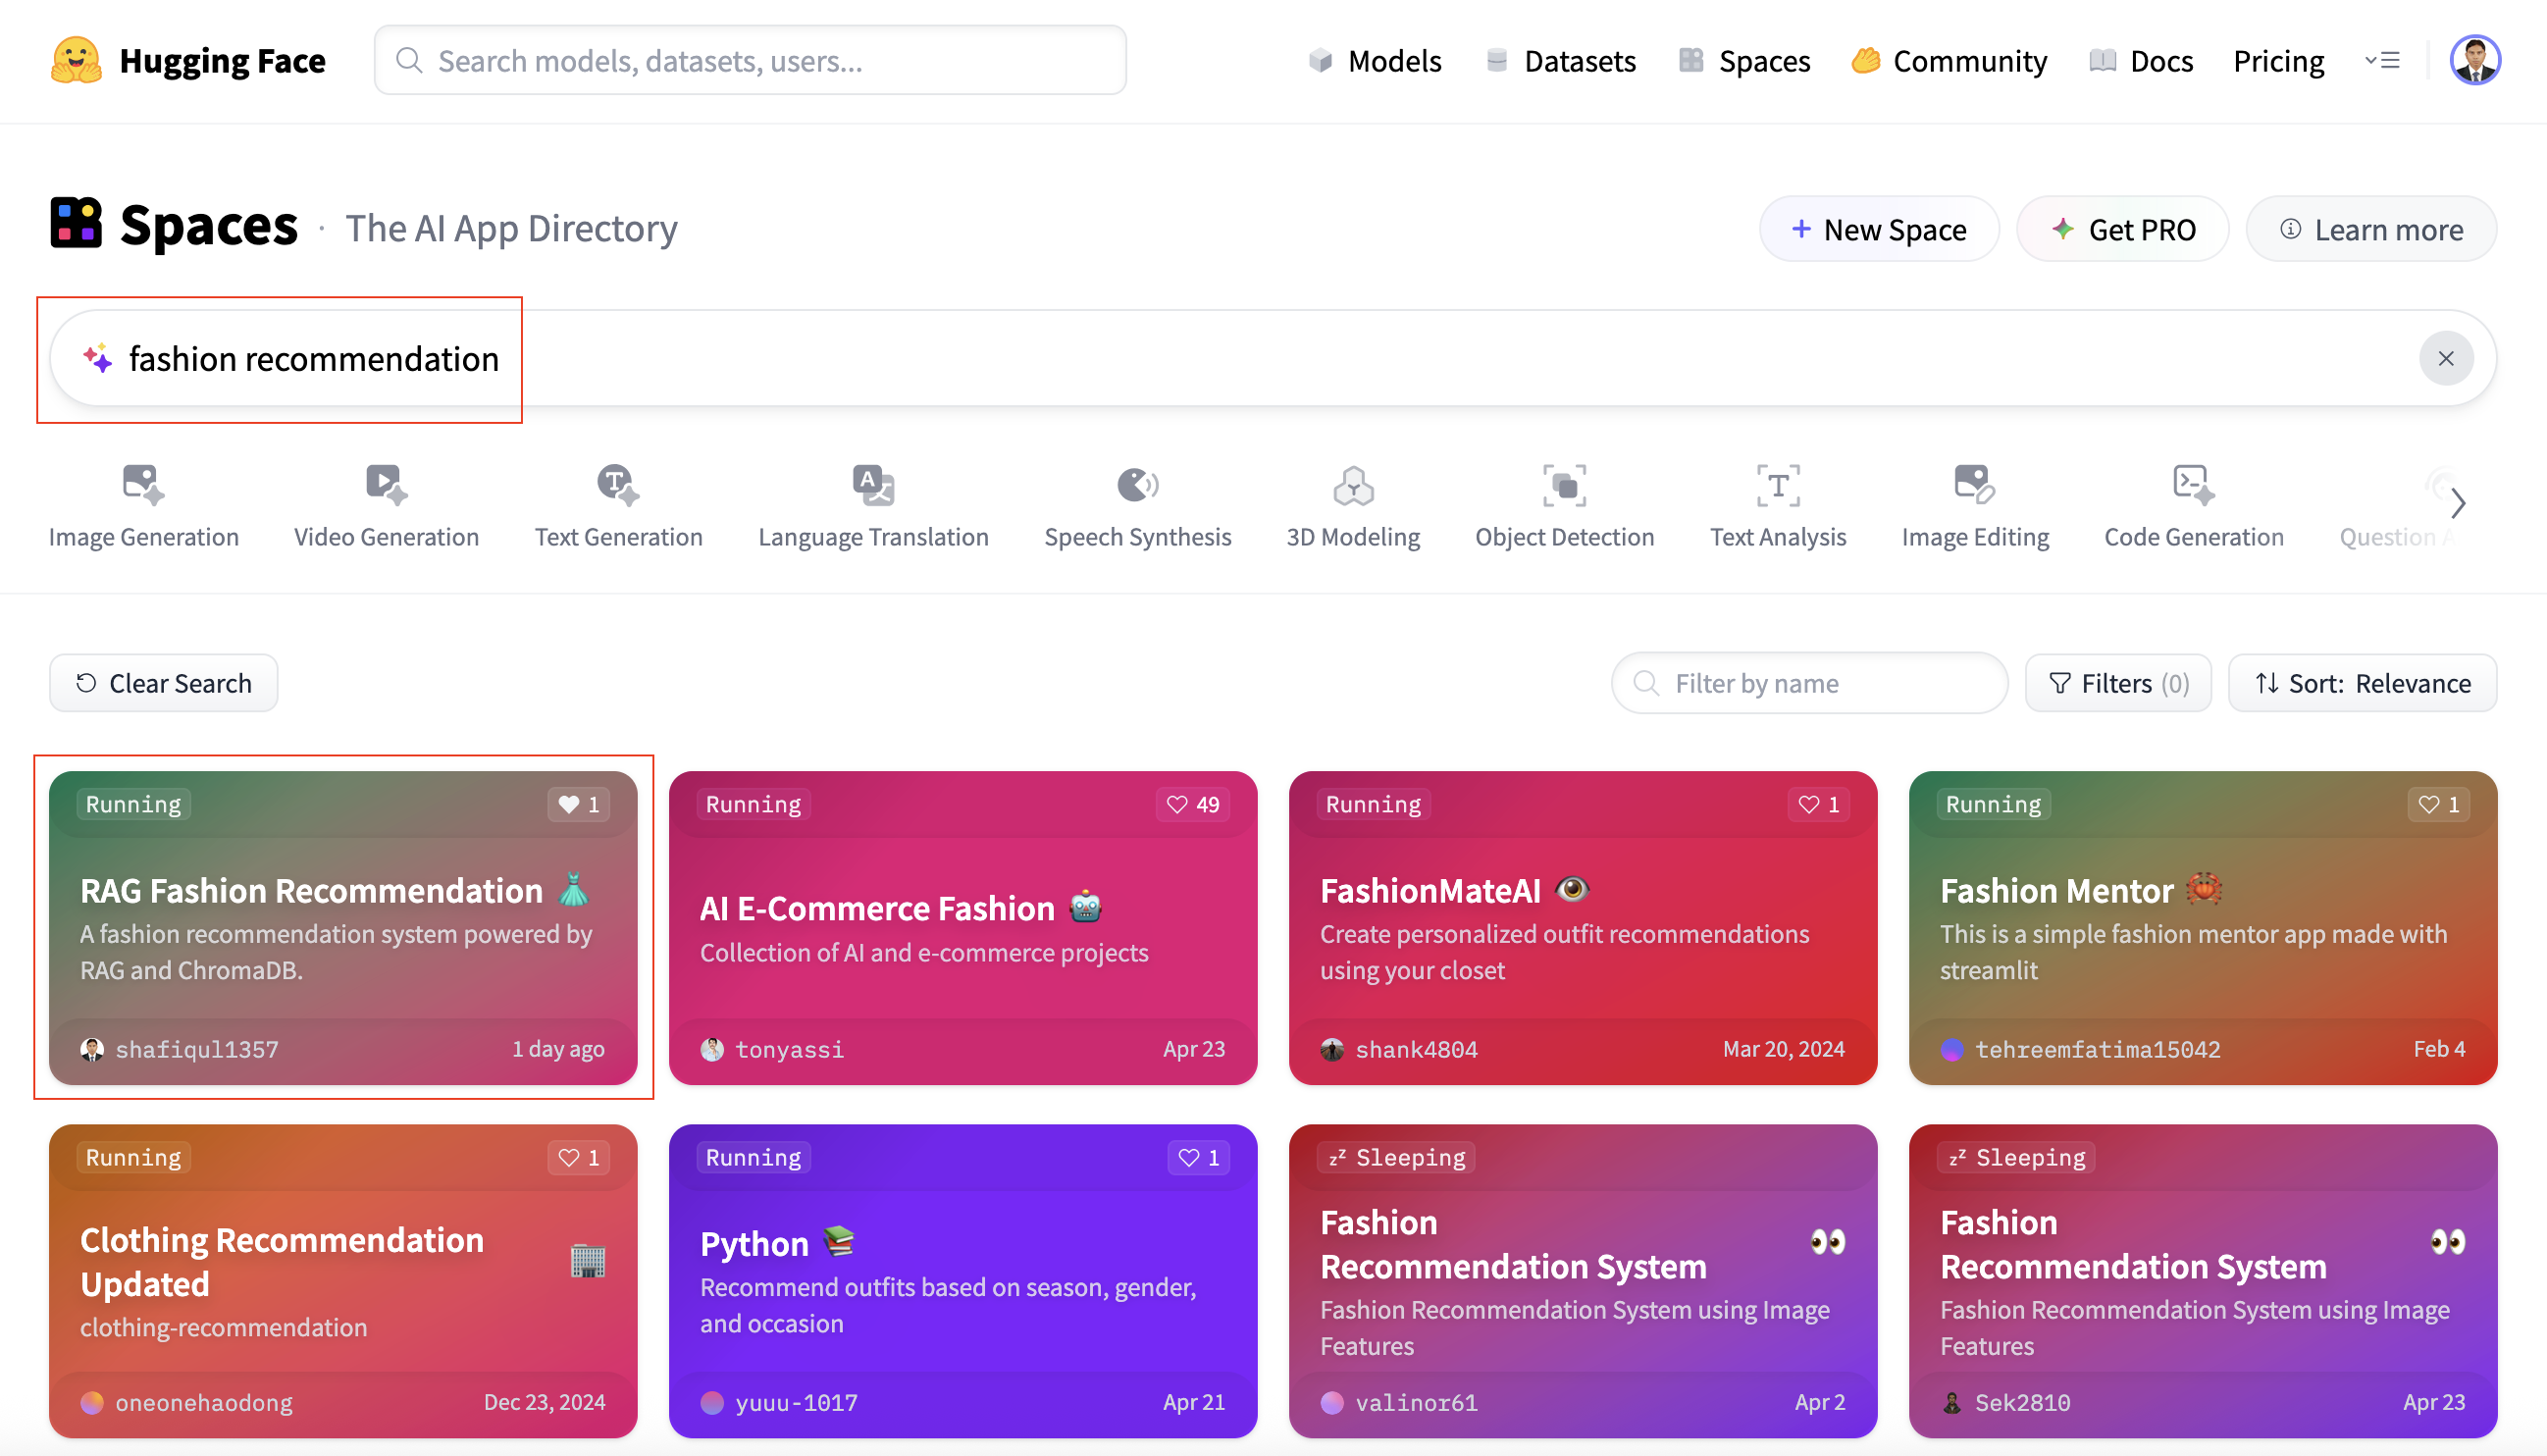 Hugging Face
Search models, datasets, users...
Models
Datasets
Spaces
Community
Docs
Pricing
Spaces · The AI App Directory
+ New Space
Get PRO
Learn more
fashion recommendation
Image Generation
Video Generation
Text Generation
Language Translation
Speech Synthesis
3D Modeling
Object Detection
Text Analysis
Image Editing
Code Generation
Question A
Clear Search
Filter by name
Filters (0)
Sort: Relevance
Running
1
RAG Fashion Recommendation
A fashion recommendation system powered by
RAG and ChromaDB.
shafiqul1357
1 day ago
Running
49
AI E-Commerce Fashion
Collection of AI and e-commerce projects
tonyassi
Apr 23
Running
1
FashionMateAI
Create personalized outfit recommendations
using your closet
shank4804
Mar 20, 2024
Running
1
Fashion Mentor
This is a simple fashion mentor app made with
streamlit
tehreemfatima15042
Feb 4
Running
1
Clothing Recommendation
Updated
clothing-recommendation
oneonehaodong
Dec 23, 2024
Running
1
Python
Recommend outfits based on season, gender,
and occasion
yuuu-1017
Apr 21
zz Sleeping
Fashion
Recommendation System
Fashion Recommendation System using Image
Features
valinor61
Apr 2
zz Sleeping
Fashion
Recommendation System
Fashion Recommendation System using Image
Features
Sek2810
Apr 23